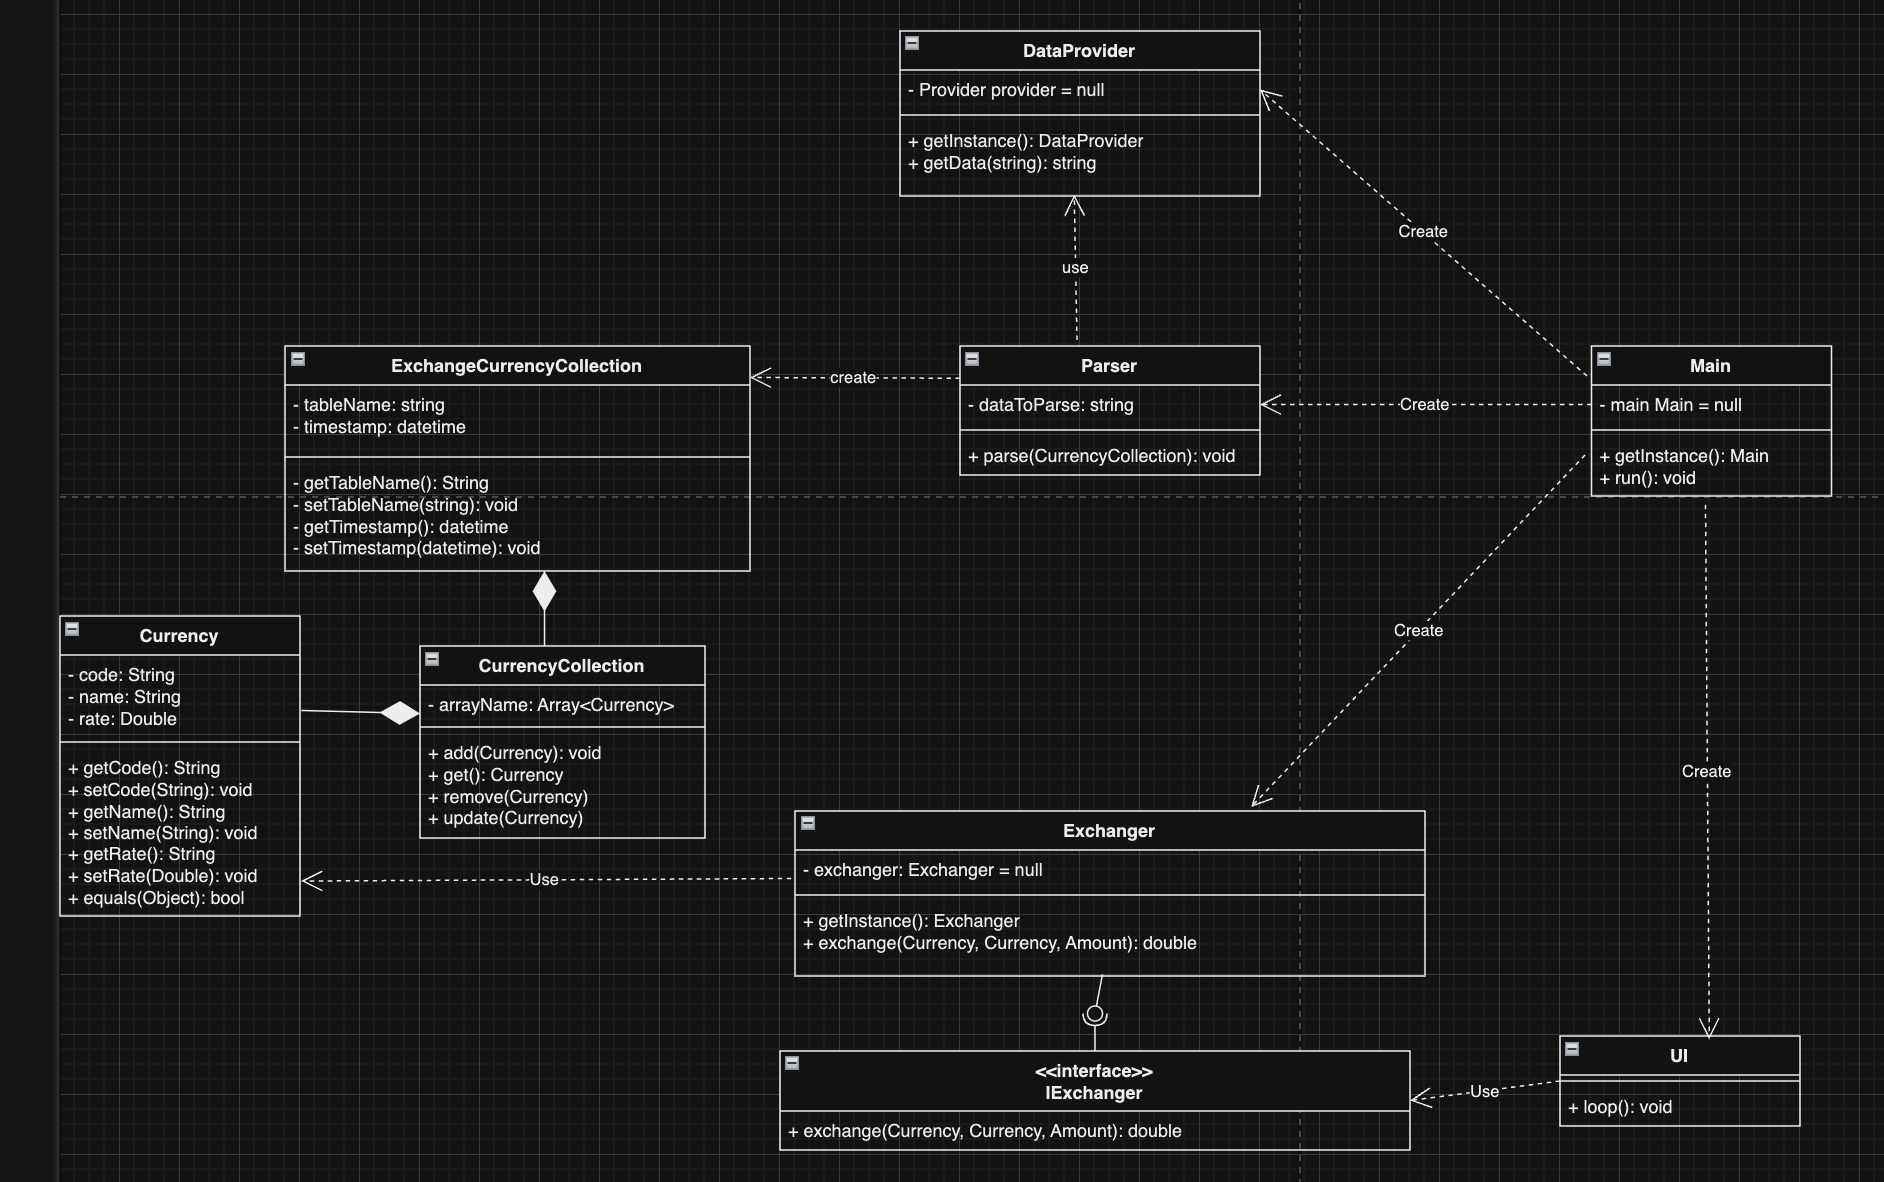 DataProvider
- Provider provider = null
+ getInstance(): DataProvider
+ getData(string): string
Create
use
ExchangeCurrencyCollection
- tableName: string
- timestamp: datetime
- getTableName(): String
- setTableName(string): void
- getTimestamp(): datetime
- setTimestamp(datetime): void
create
Parser
- dataToParse: string
+ parse(CurrencyCollection): void
Create
Main
- main Main = null
+ getInstance(): Main
+ run(): void
Currency
- code: String
- name: String
- rate: Double
+ getCode(): String
+ setCode(String): void
+ getName(): String
+ setName(String): void
+ getRate(): String
+ setRate(Double): void
+ equals(Object): bool
CurrencyCollection
- arrayName: Array<Currency>
+ add(Currency): void
+ get(): Currency
+ remove(Currency)
+ update(Currency)
Create
Create
Use
Exchanger
- exchanger: Exchanger = null
+ getInstance(): Exchanger
+ exchange(Currency, Currency, Amount): double
<<interface>>
IExchanger
+ exchange(Currency, Currency, Amount): double
Use
UI
+ loop(): void